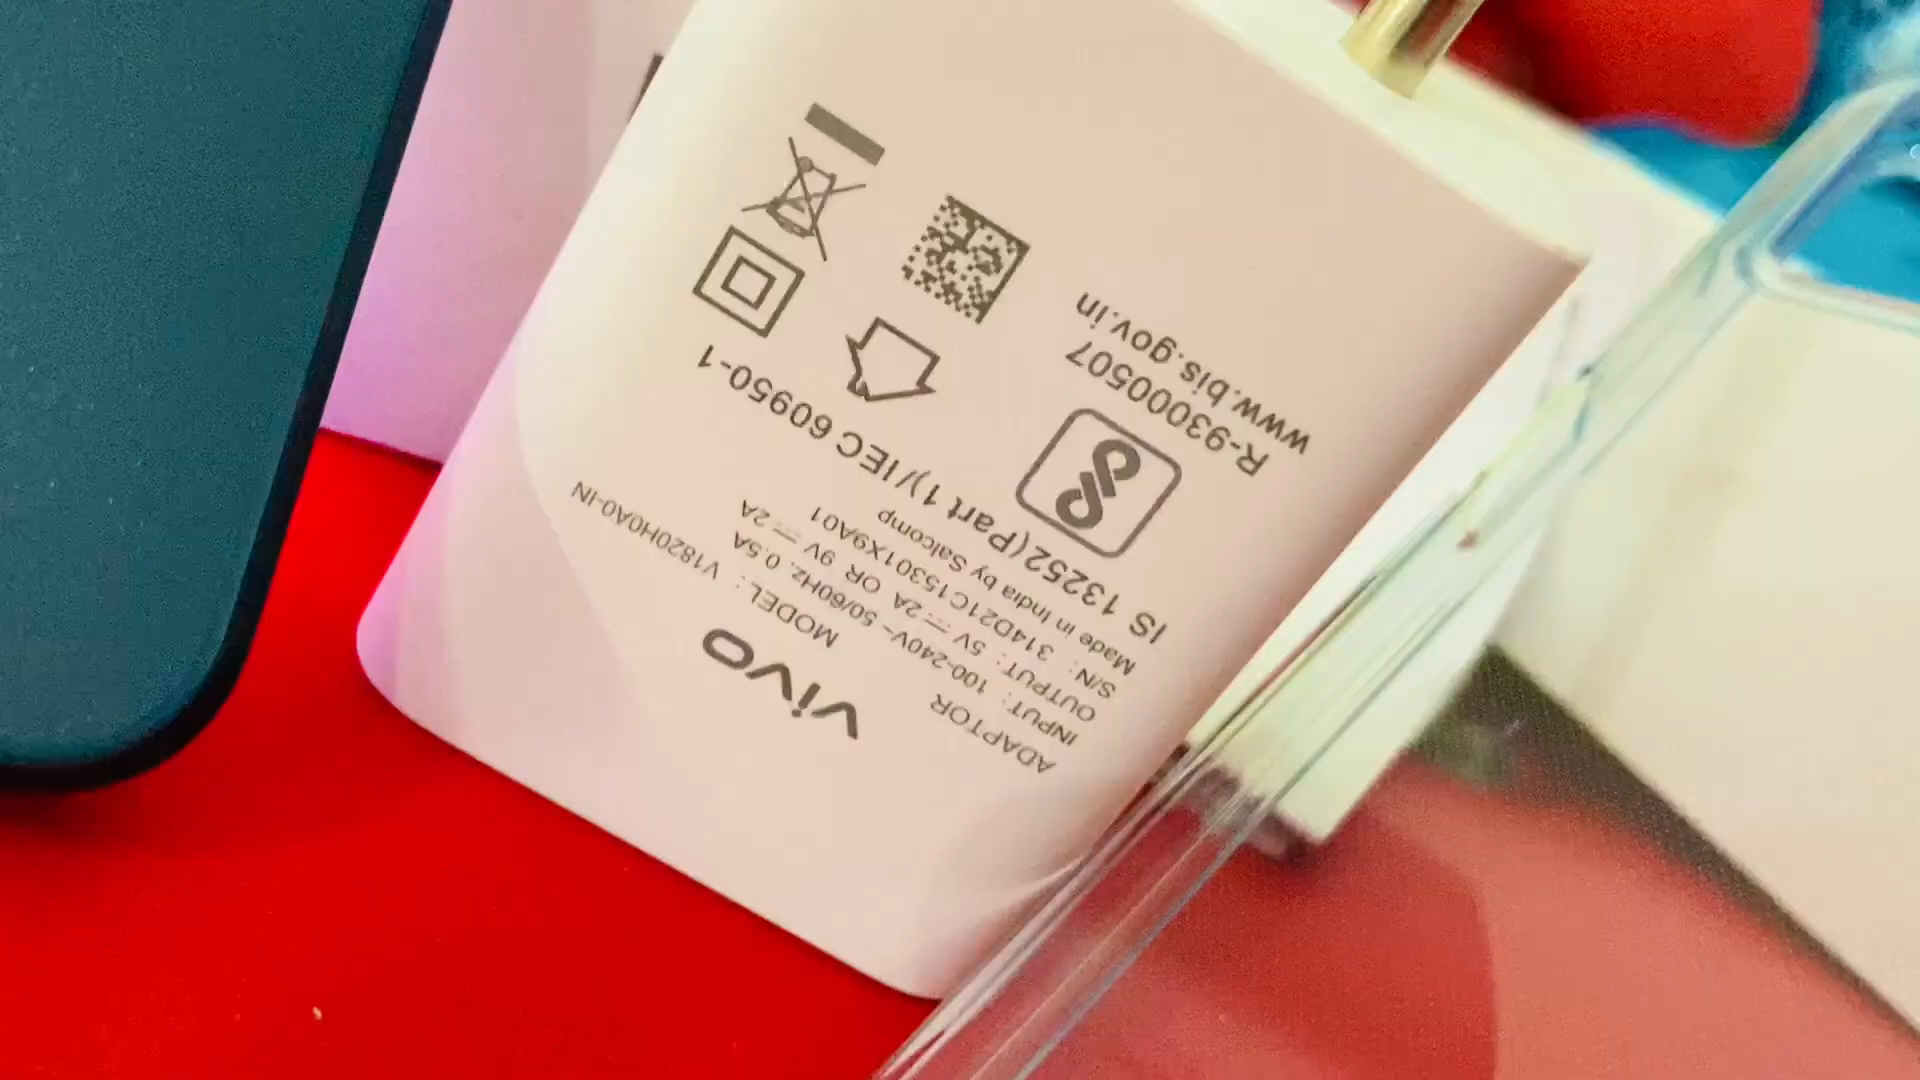 vivo
ADAPTOR MODEL : V1820H0A0-IN
INPUT : 100-240V~ 50/60Hz, 0.5A
OUTPUT : 5V ⎓ 2A OR 9V ⎓ 2A
S/N : 314D21C15301X9A01
Made in India by Salcomp
IS 13252(Part 1)/IEC 60950-1
R-93000507
www.bis.gov.in